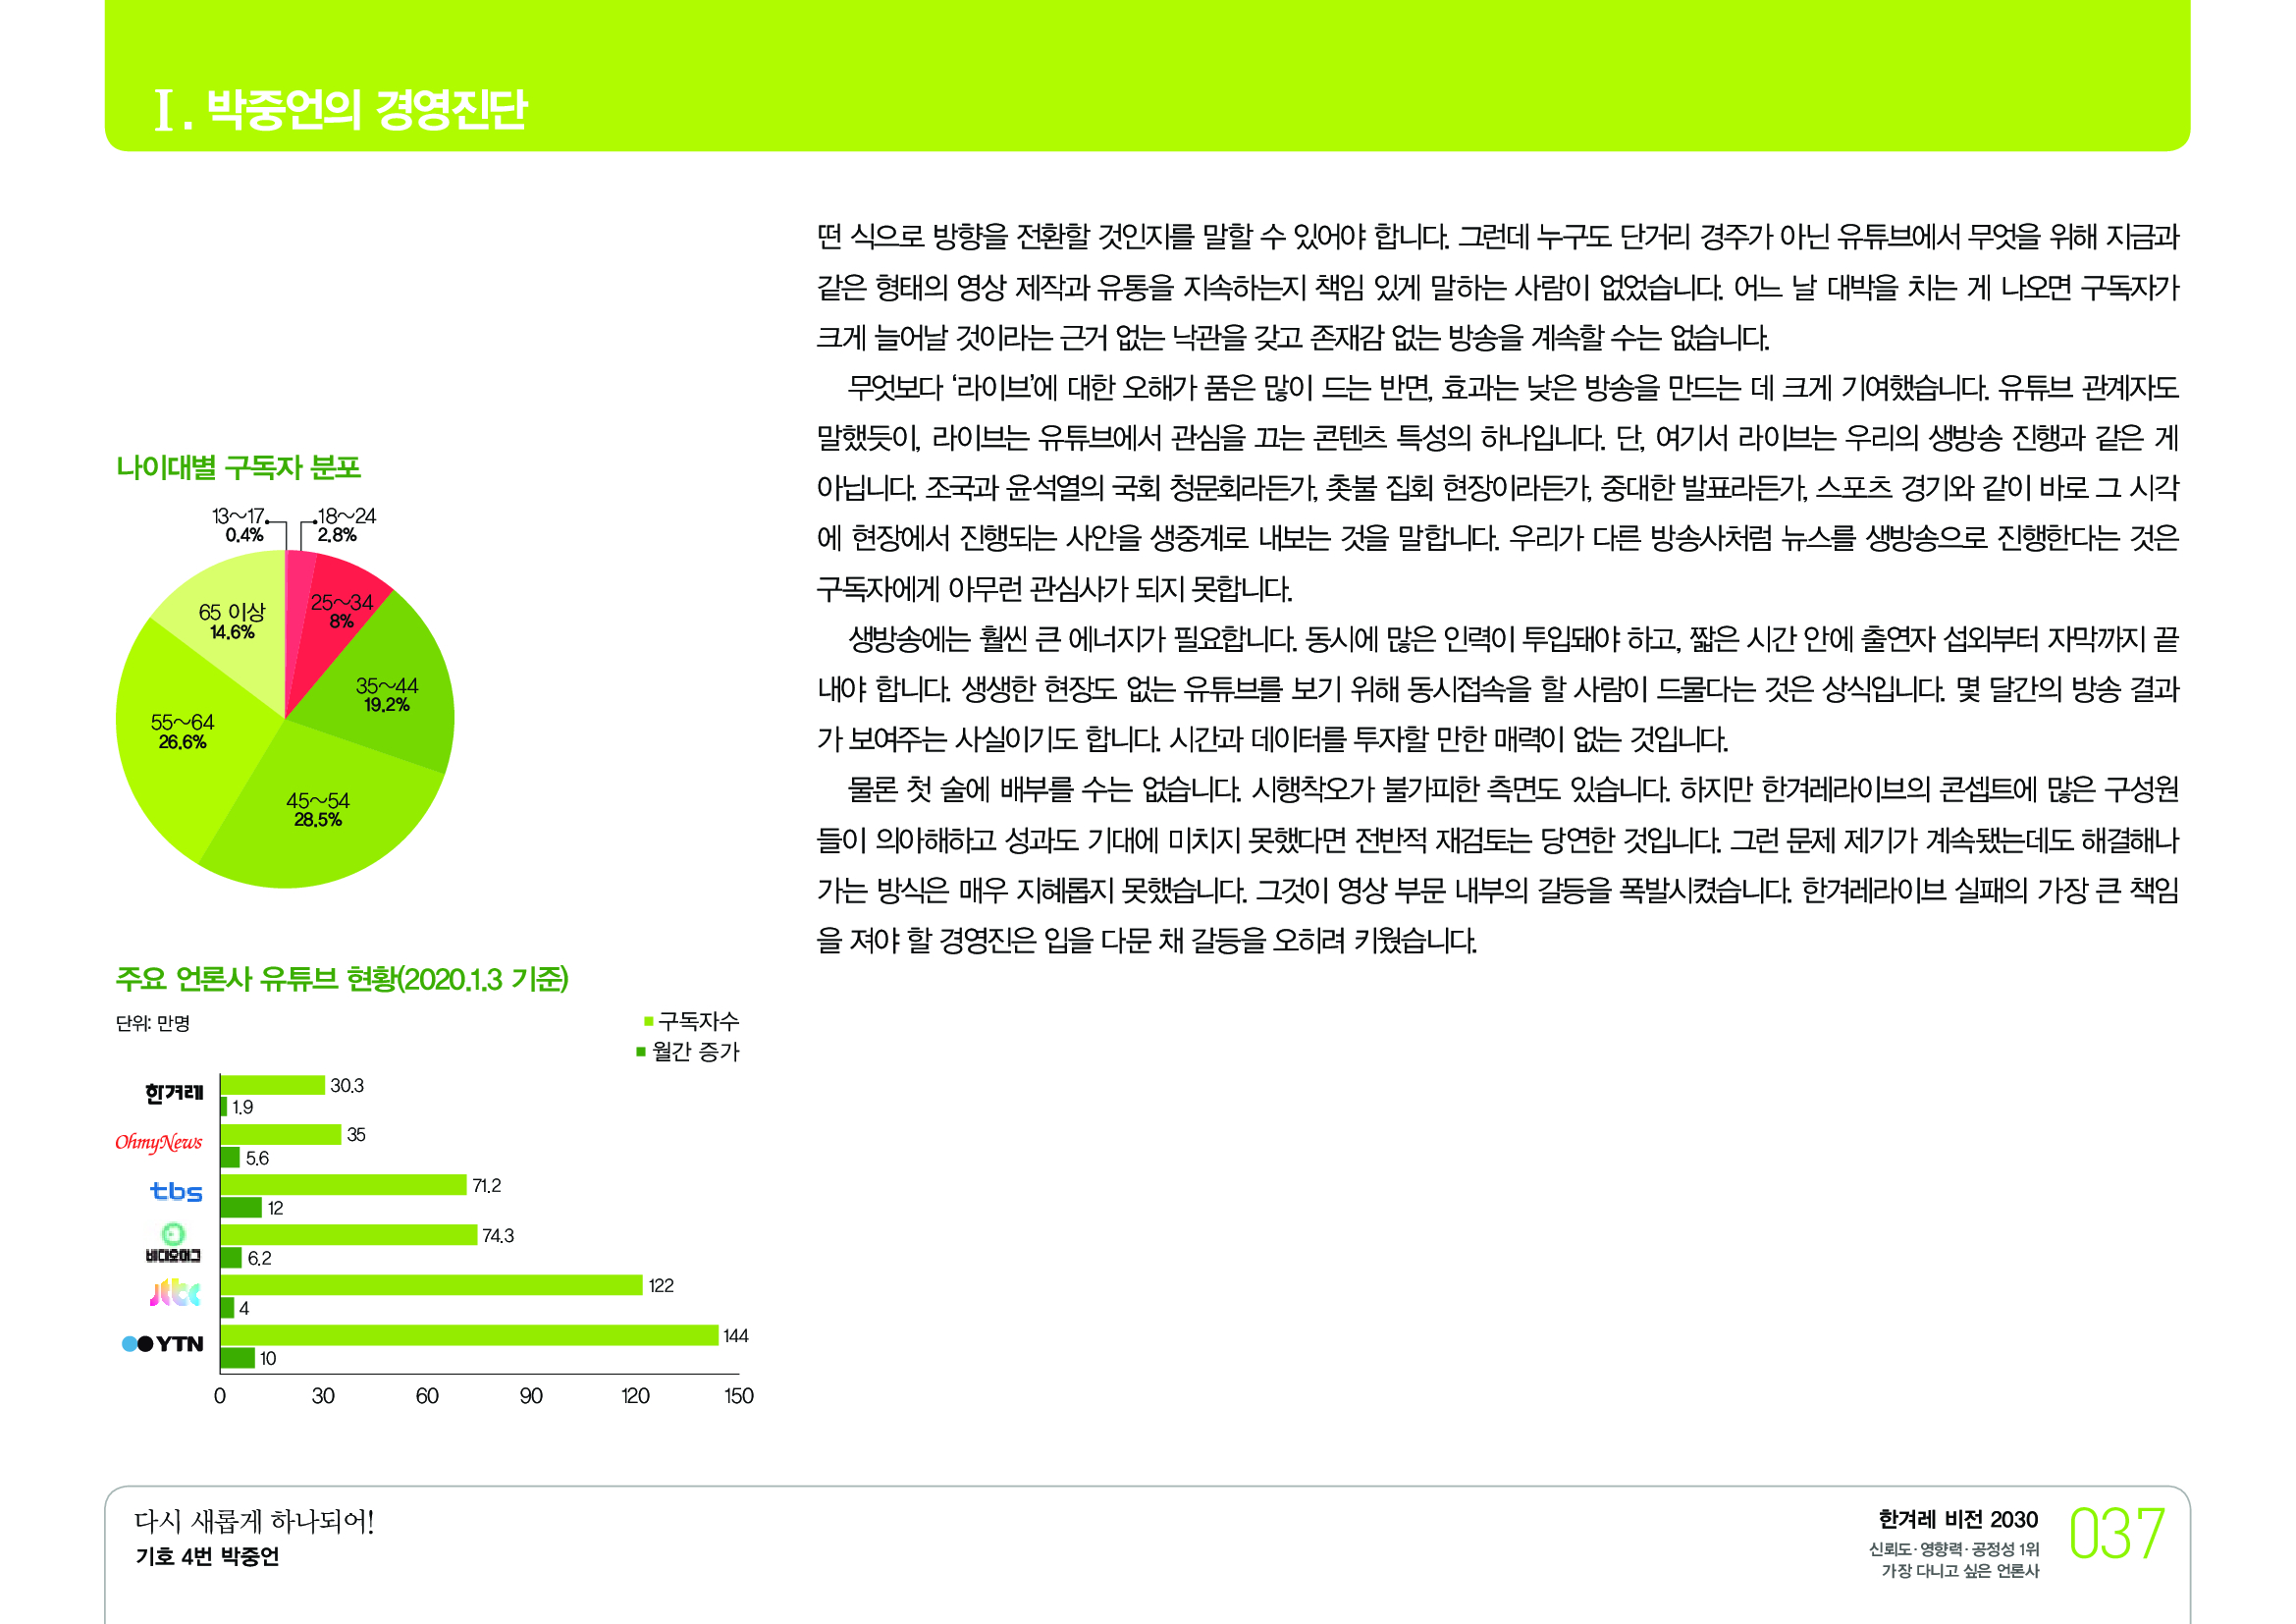 Ⅰ. 박중언의 경영진단
나이대별 구독자 분포
13~17
0.4%
18~24
2.8%
25~34
8%
65 이상
14.6%
35~44
19.2%
55~64
26.6%
45~54
28.5%
주요 언론사 유튜브 현황(2020.1.3 기준)
단위: 만명
구독자수
월간 증가
한겨레
30.3
1.9
OhmyNews
35
5.6
tbs
71.2
12
비디오머그
74.3
6.2
jtbc
122
4
YTN
144
10
0 30 60 90 120 150
떤 식으로 방향을 전환할 것인지를 말할 수 있어야 합니다. 그런데 누구도 단거리 경주가 아닌 유튜브에서 무엇을 위해 지금과
같은 형태의 영상 제작과 유통을 지속하는지 책임 있게 말하는 사람이 없었습니다. 어느 날 대박을 치는 게 나오면 구독자가
크게 늘어날 것이라는 근거 없는 낙관을 갖고 존재감 없는 방송을 계속할 수는 없습니다.
무엇보다 ‘라이브’에 대한 오해가 품은 많이 드는 반면, 효과는 낮은 방송을 만드는 데 크게 기여했습니다. 유튜브 관계자도
말했듯이, 라이브는 유튜브에서 관심을 끄는 콘텐츠 특성의 하나입니다. 단, 여기서 라이브는 우리의 생방송 진행과 같은 게
아닙니다. 조국과 윤석열의 국회 청문회라든가, 촛불 집회 현장이라든가, 중대한 발표라든가, 스포츠 경기와 같이 바로 그 시각
에 현장에서 진행되는 사안을 생중계로 내보는 것을 말합니다. 우리가 다른 방송사처럼 뉴스를 생방송으로 진행한다는 것은
구독자에게 아무런 관심사가 되지 못합니다.
생방송에는 훨씬 큰 에너지가 필요합니다. 동시에 많은 인력이 투입돼야 하고, 짧은 시간 안에 출연자 섭외부터 자막까지 끝
내야 합니다. 생생한 현장도 없는 유튜브를 보기 위해 동시접속을 할 사람이 드물다는 것은 상식입니다. 몇 달간의 방송 결과
가 보여주는 사실이기도 합니다. 시간과 데이터를 투자할 만한 매력이 없는 것입니다.
물론 첫 술에 배부를 수는 없습니다. 시행착오가 불가피한 측면도 있습니다. 하지만 한겨레라이브의 콘셉트에 많은 구성원
들이 의아해하고 성과도 기대에 미치지 못했다면 전반적 재검토는 당연한 것입니다. 그런 문제 제기가 계속됐는데도 해결해나
가는 방식은 매우 지혜롭지 못했습니다. 그것이 영상 부문 내부의 갈등을 폭발시켰습니다. 한겨레라이브 실패의 가장 큰 책임
을 져야 할 경영진은 입을 다문 채 갈등을 오히려 키웠습니다.
다시 새롭게 하나되어!
기호 4번 박중언
한겨레 비전 2030
신뢰도·영향력·공정성 1위
가장 다니고 싶은 언론사
037